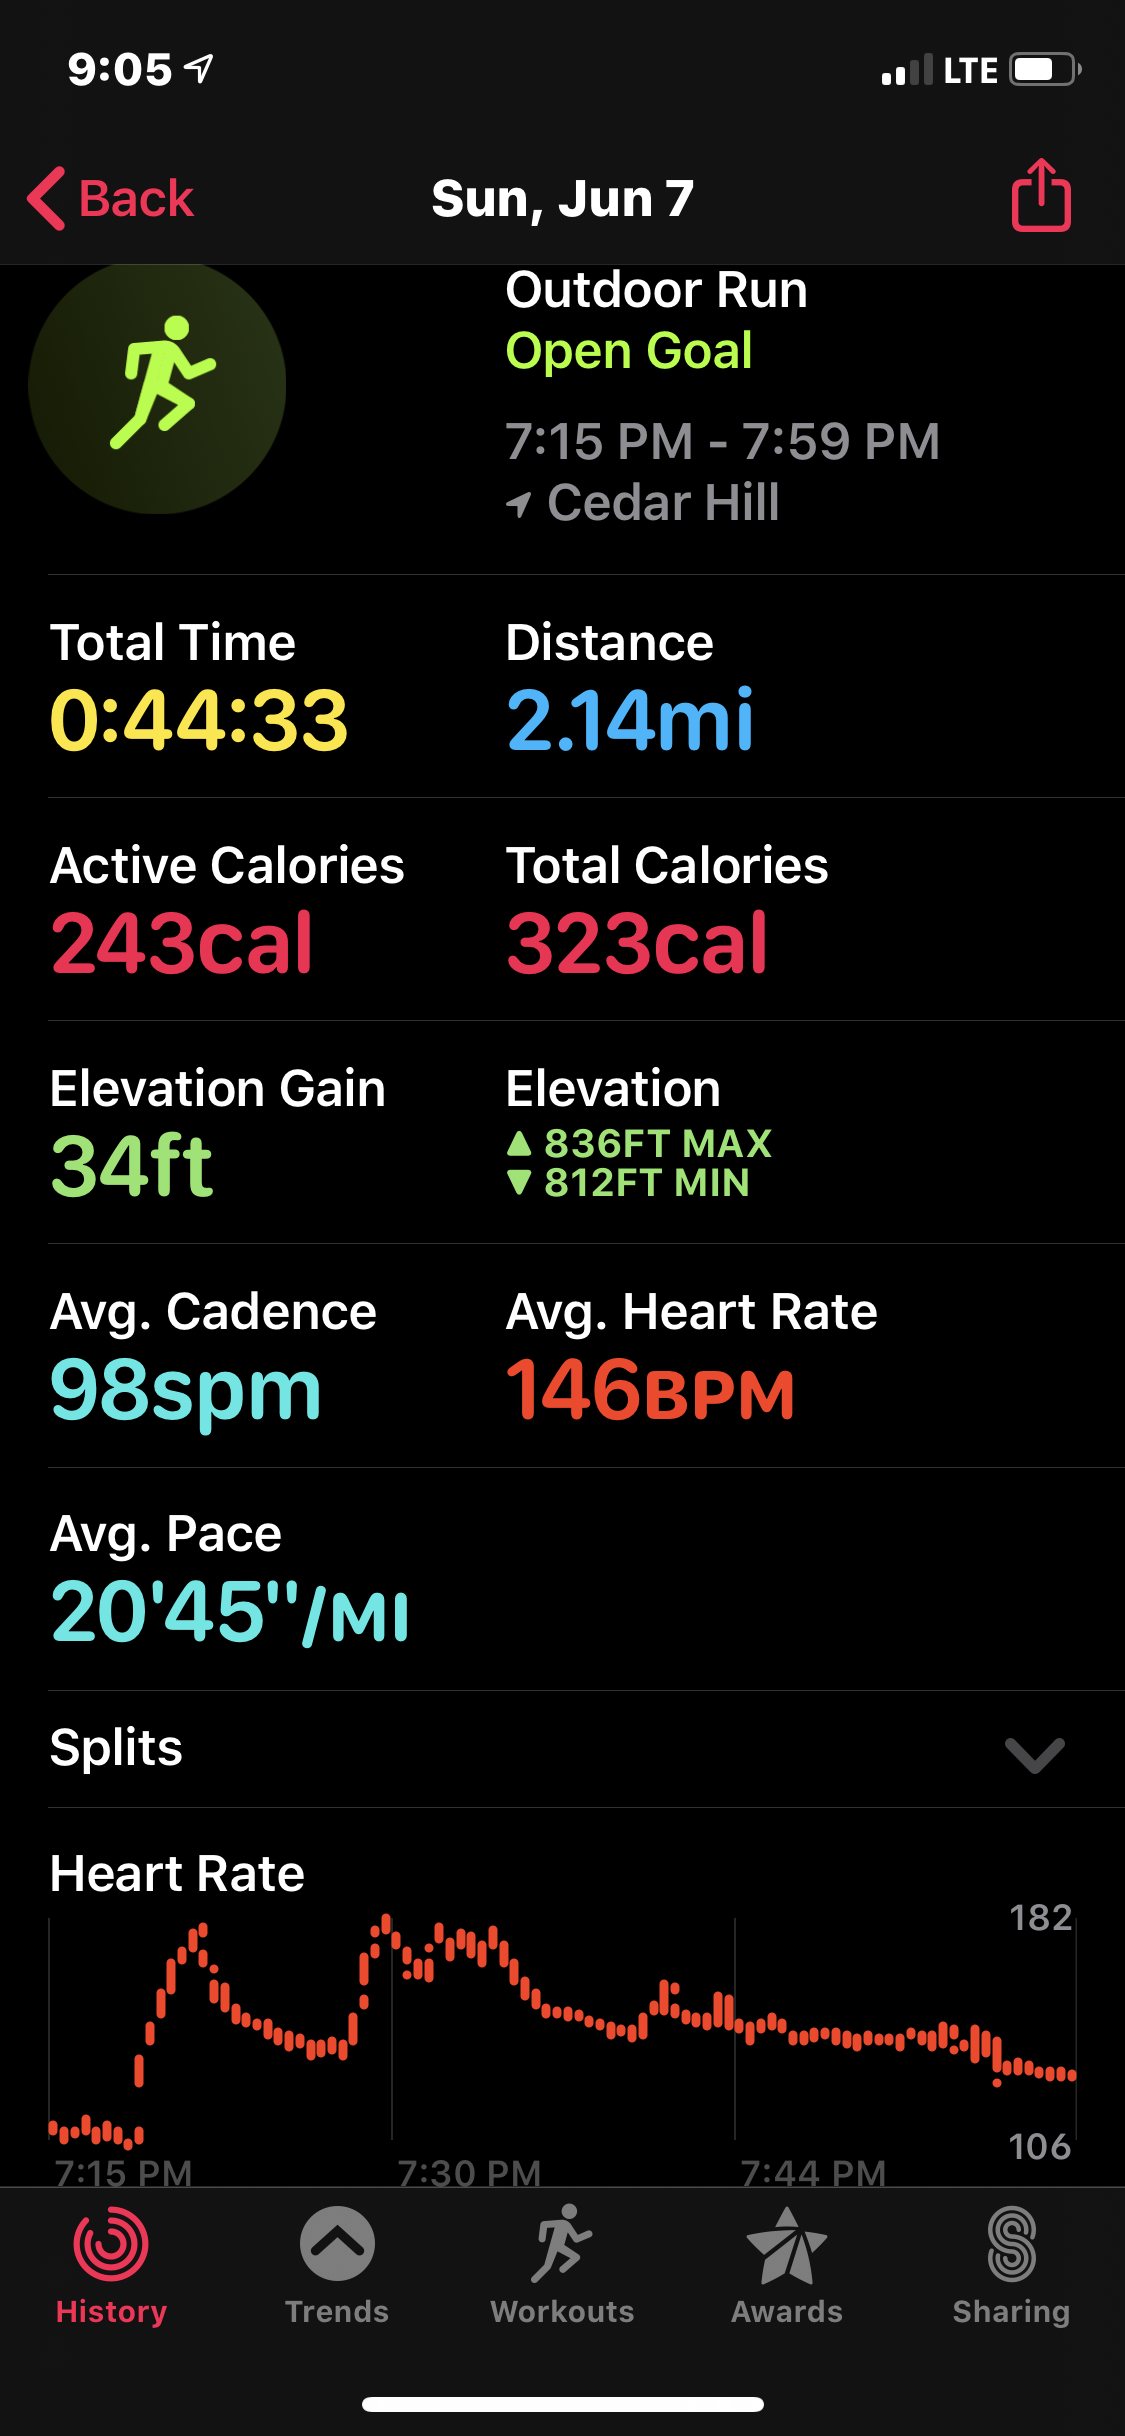 9:05 LTE
Back Sun, Jun 7
Outdoor Run
Open Goal
7:15 PM - 7:59 PM
Cedar Hill
Total Time Distance
0:44:33 2.14mi
Active Calories Total Calories
243cal 323cal
Elevation Gain Elevation
34ft ▲ 836FT MAX
▼ 812FT MIN
Avg. Cadence Avg. Heart Rate
98spm 146BPM
Avg. Pace
20'45"/MI
Splits
Heart Rate
182
106
7:15 PM 7:30 PM 7:44 PM
History Trends Workouts Awards Sharing